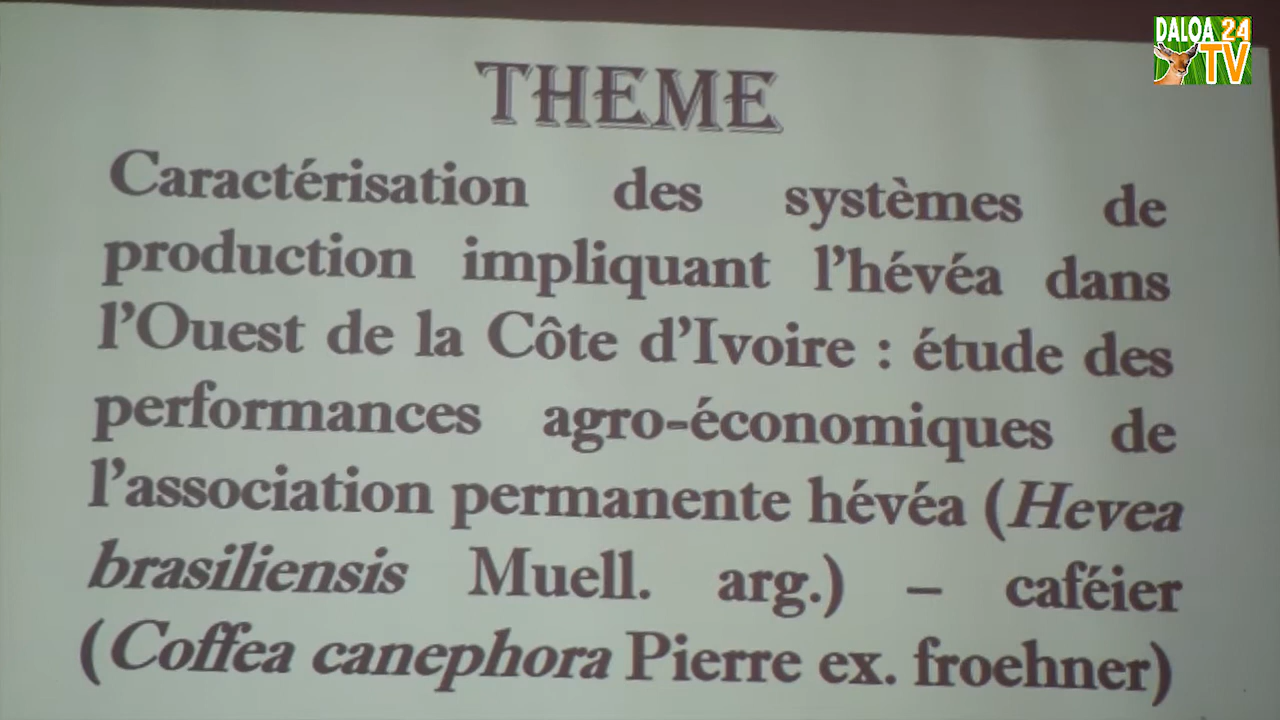 DALOA 24
TV
THEME
Caractérisation des systèmes de
production impliquant l'hévéa dans
l'Ouest de la Côte d'Ivoire : étude des
performances agro-économiques de
l'association permanente hévéa (Hevea
brasiliensis Muell. arg.) – caféier
(Coffea canephora Pierre ex. froehner)